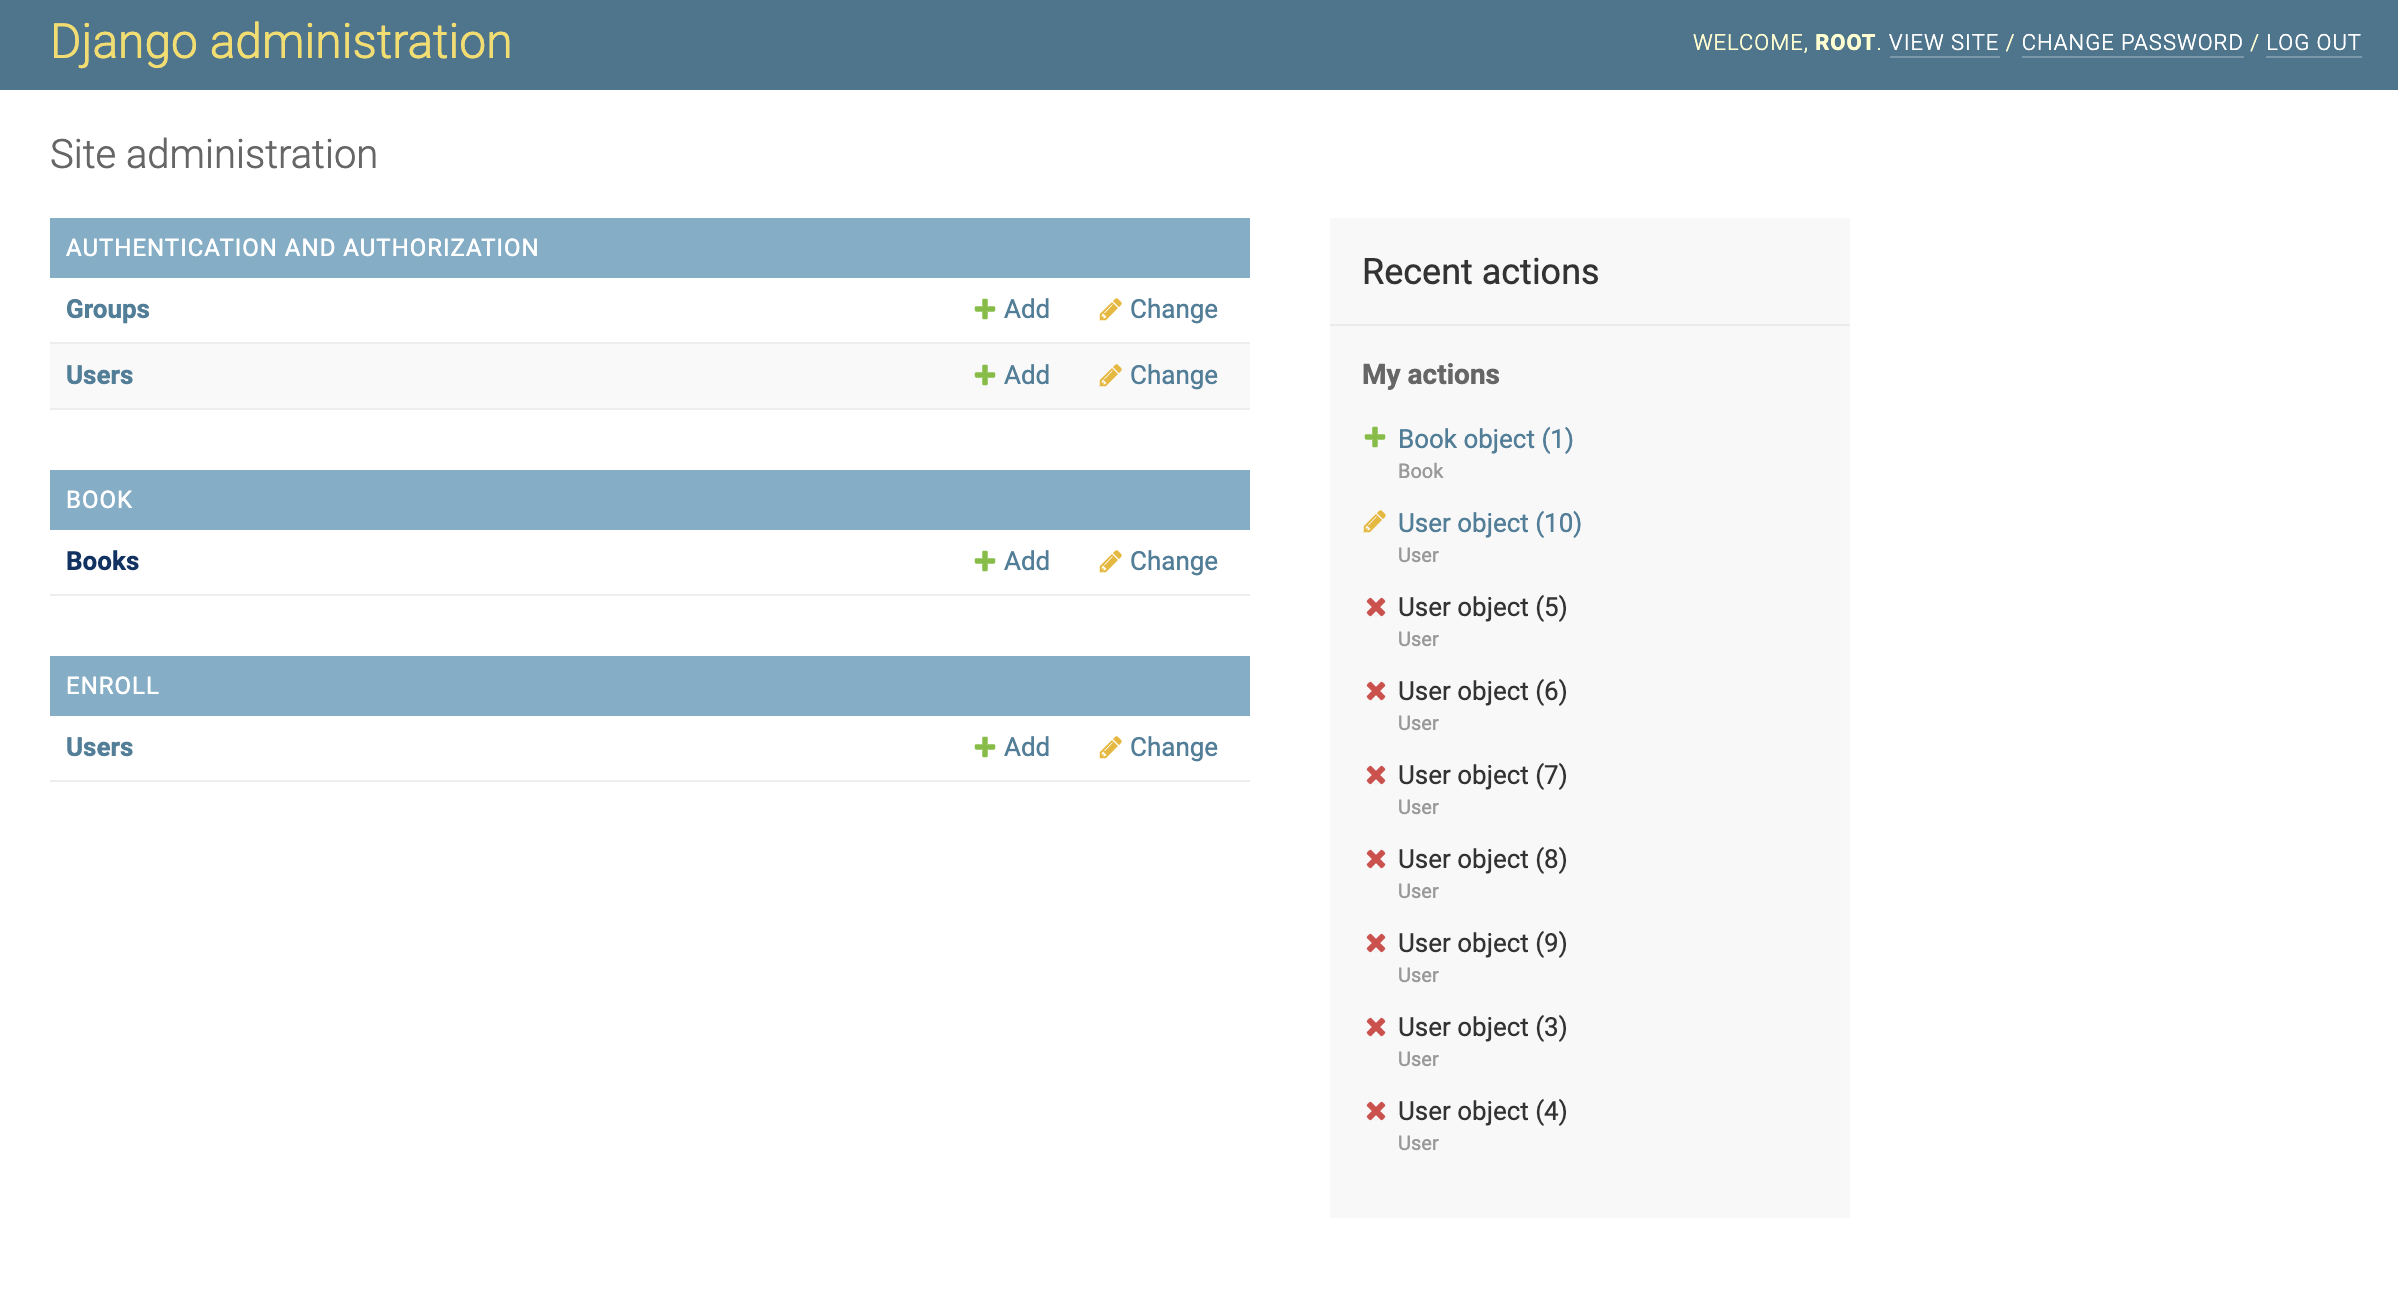 Django administration
WELCOME, ROOT. VIEW SITE / CHANGE PASSWORD / LOG OUT
Site administration
AUTHENTICATION AND AUTHORIZATION
Groups Add Change
Users Add Change
BOOK
Books Add Change
ENROLL
Users Add Change
Recent actions
My actions
Book object (1)
Book
User object (10)
User
User object (5)
User
User object (6)
User
User object (7)
User
User object (8)
User
User object (9)
User
User object (3)
User
User object (4)
User